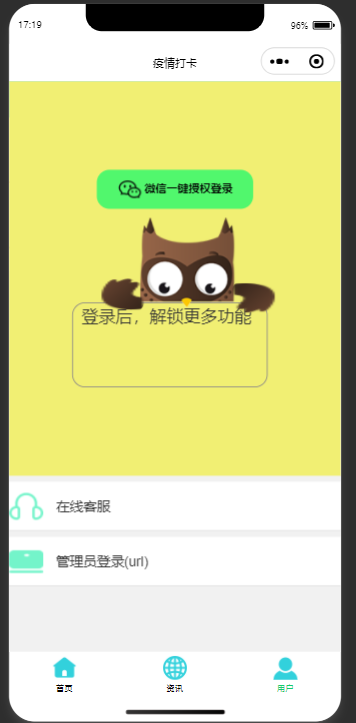 17:19
96%
疫情打卡
微信一键授权登录
登录后，解锁更多功能
在线客服
管理员登录(url)
首页
资讯
用户